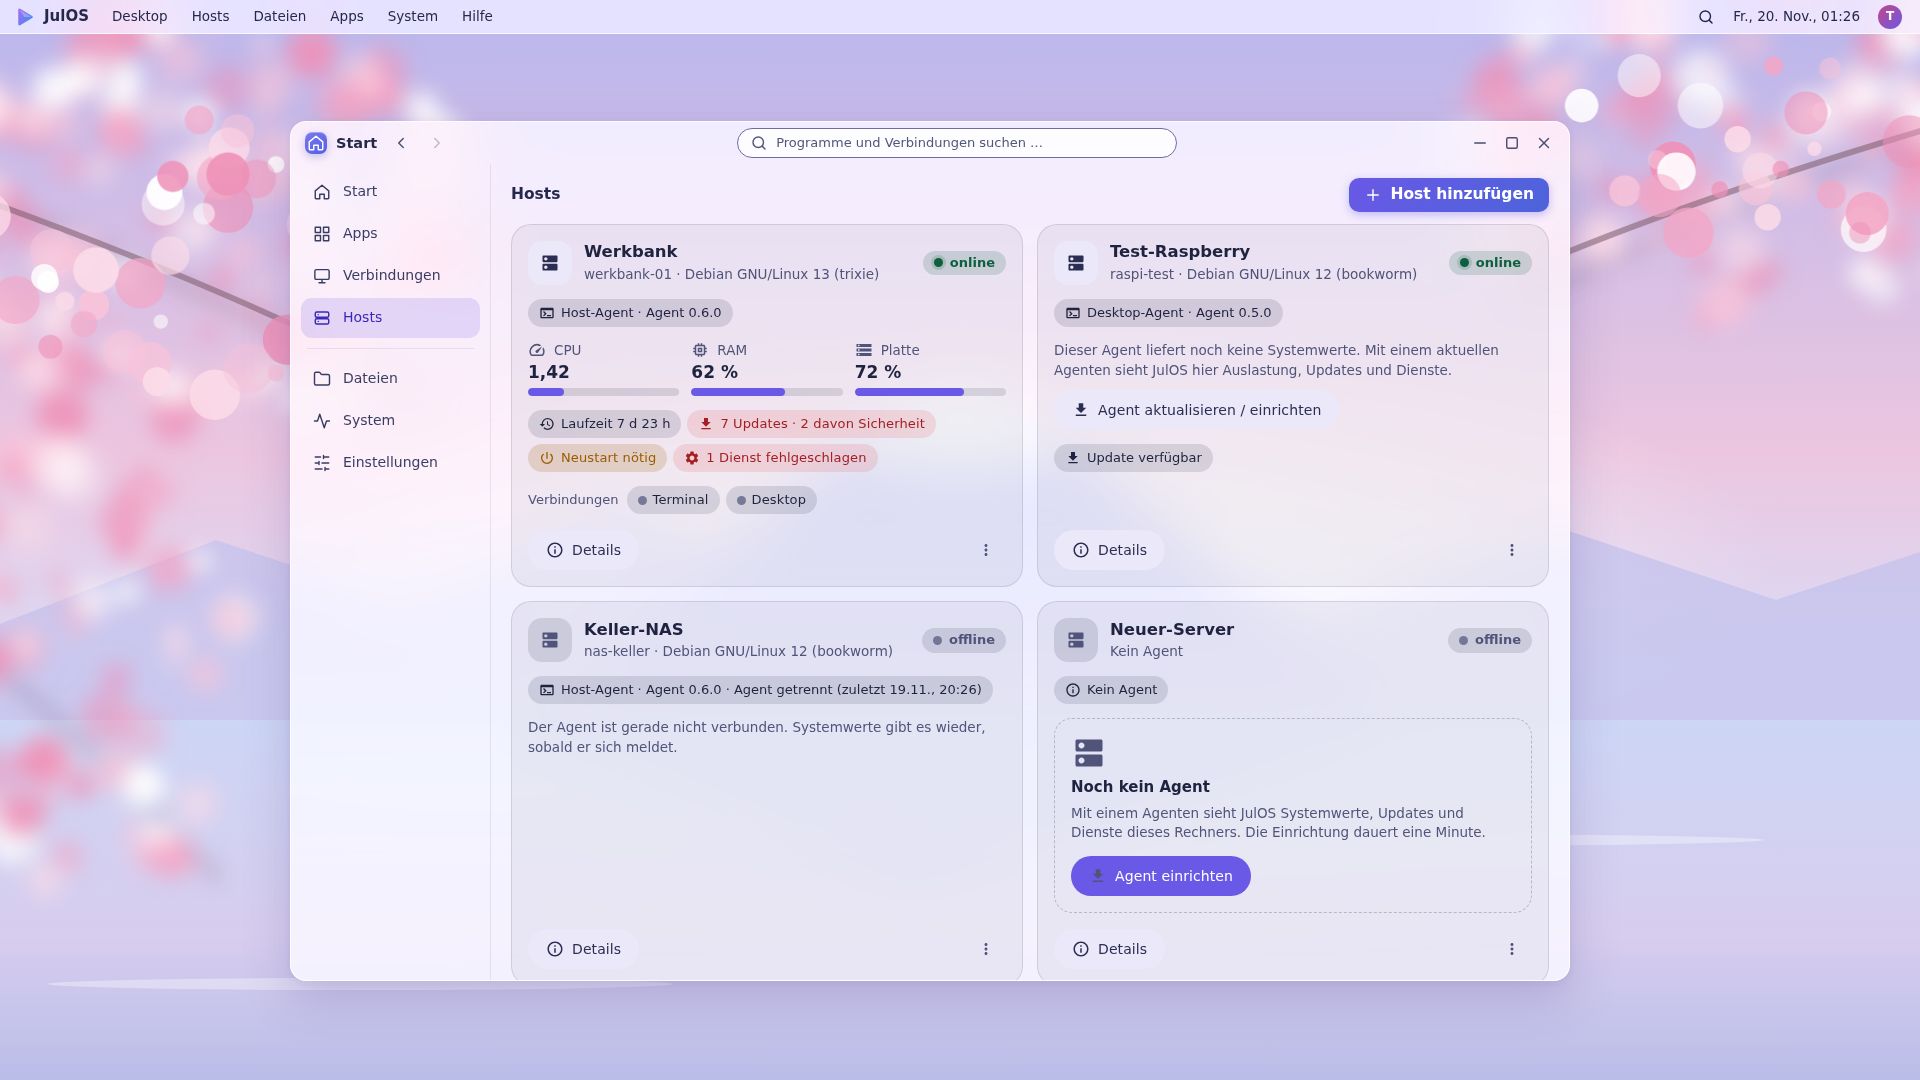 JulOS Desktop Hosts Dateien Apps System Hilfe Fr., 20. Nov., 01:26 T
Start Programme und Verbindungen suchen ...
Start
Apps
Verbindungen
Hosts
Dateien
System
Einstellungen
Hosts Host hinzufügen
Werkbank
werkbank-01 · Debian GNU/Linux 13 (trixie)
online
Host-Agent · Agent 0.6.0
CPU RAM Platte
1,42 62 % 72 %
Laufzeit 7 d 23 h 7 Updates · 2 davon Sicherheit
Neustart nötig 1 Dienst fehlgeschlagen
Verbindungen Terminal Desktop
Details
Test-Raspberry
raspi-test · Debian GNU/Linux 12 (bookworm)
online
Desktop-Agent · Agent 0.5.0
Dieser Agent liefert noch keine Systemwerte. Mit einem aktuellen
Agenten sieht JulOS hier Auslastung, Updates und Dienste.
Agent aktualisieren / einrichten
Update verfügbar
Details
Keller-NAS
nas-keller · Debian GNU/Linux 12 (bookworm)
offline
Host-Agent · Agent 0.6.0 · Agent getrennt (zuletzt 19.11., 20:26)
Der Agent ist gerade nicht verbunden. Systemwerte gibt es wieder,
sobald er sich meldet.
Details
Neuer-Server
Kein Agent
offline
Kein Agent
Noch kein Agent
Mit einem Agenten sieht JulOS Systemwerte, Updates und
Dienste dieses Rechners. Die Einrichtung dauert eine Minute.
Agent einrichten
Details